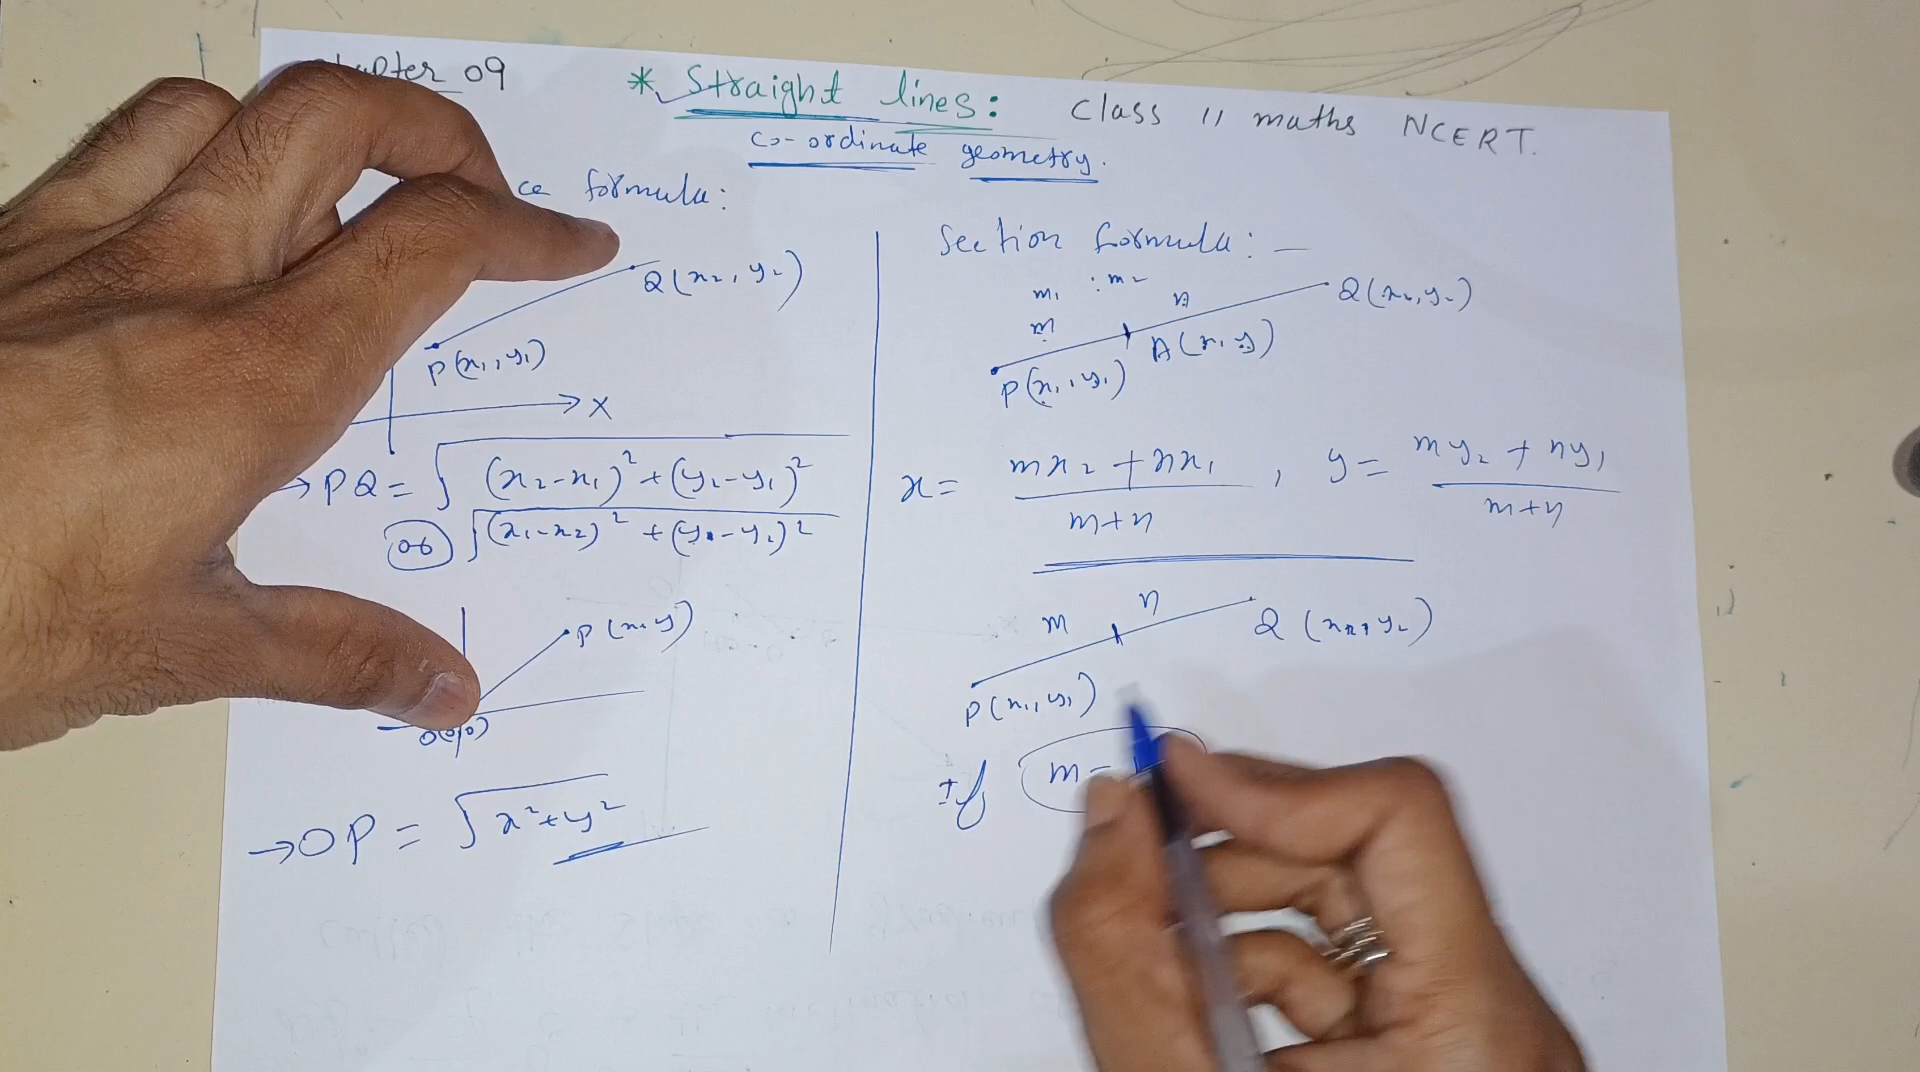 09
* Straight lines: Class 11 maths NCERT.
co-ordinate geometry.
ce formula:
Q(x₂, y₂)
P(x₁, y₁)
X
→ PQ = √(x₂-x₁)² + (y₂-y₁)²
or √(x₁-x₂)² + (y₁-y₂)²
P(x,y)
O(0,0)
→ OP = √x²+y²
Section formula: —
m₁ : m₂
m n
Q(x₂, y₂)
A(x, y)
P(x₁, y₁)
x = mx₂ + nx₁ / m+n , y = my₂ + ny₁ / m+n
m n
Q (x₂, y₂)
P(x₁, y₁)
If m =